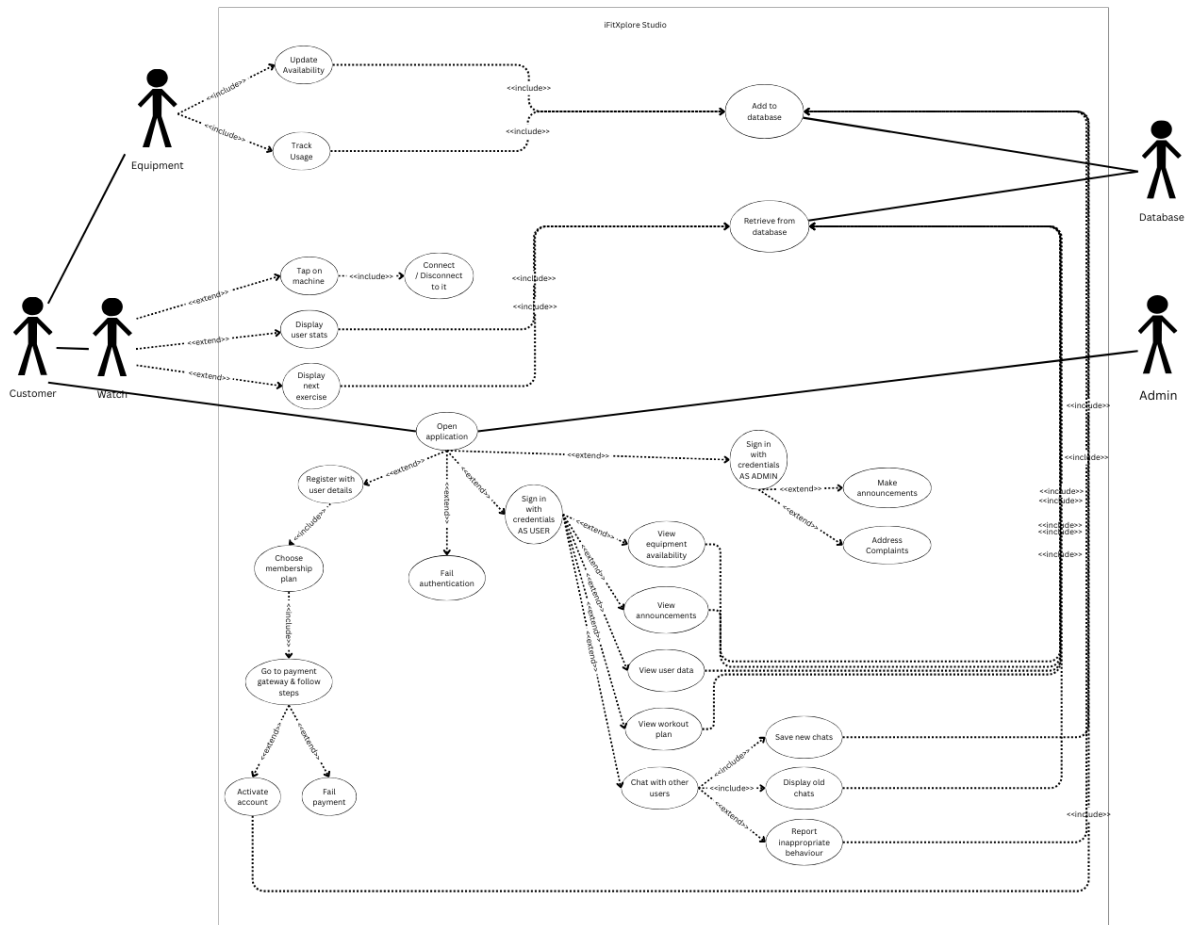 iFitXplore Studio
Update
Availability
<<include>>
<<include>>
Add to
database
<<include>>
<<include>>
Track
Usage
Equipment
Database
Retrieve from
database
Tap on
machine
<<include>>
Connect
/ Disconnect
to it
<<include>>
<<include>>
<<extend>>
Display
user stats
<<extend>>
<<extend>>
Display
next
exercise
Customer
Watch
Admin
<<include>>
Open
application
<<extend>>
<<extend>>
<<extend>>
<<extend>>
Sign in
with
credentials
AS ADMIN
<<include>>
Register with
user details
<<extend>>
Make
announcements
<<extend>>
Address
Complaints
<<include>>
<<include>>
<<include>>
<<include>>
<<include>>
Sign in
with
credentials
AS USER
<<extend>>
<<extend>>
<<extend>>
<<extend>>
<<extend>>
View
equipment
availability
<<include>>
Choose
membership
plan
Fail
authentication
<<include>>
View
announcements
Go to payment
gateway & follow
steps
View user data
View workout
plan
<<extend>>
<<extend>>
Save new chats
<<include>>
Activate
account
Fail
payment
Chat with other
users
<<include>>
Display old
chats
<<extend>>
<<include>>
Report
inappropriate
behaviour